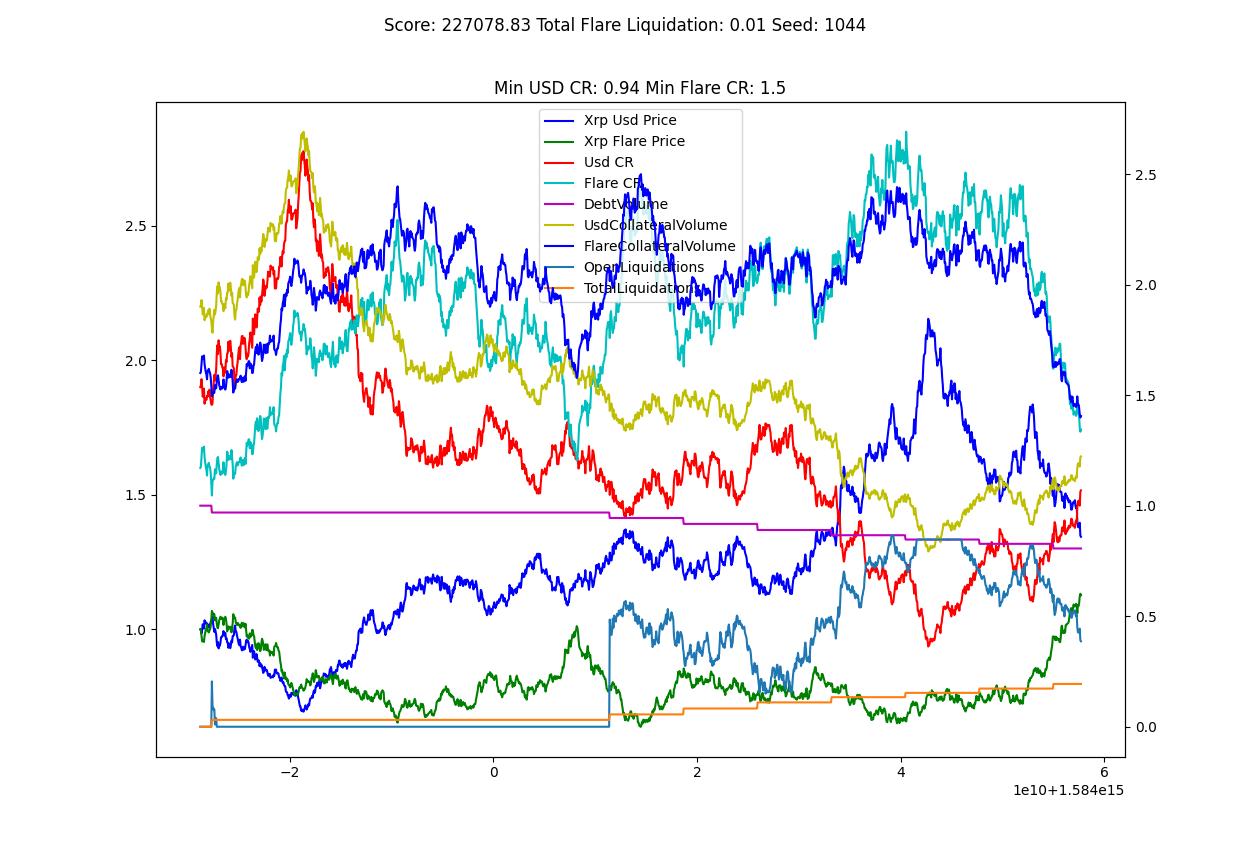 Score: 227078.83 Total Flare Liquidation: 0.01 Seed: 1044
Min USD CR: 0.94 Min Flare CR: 1.5
Xrp Usd Price
Xrp Flare Price
Usd CR
Flare CR
DebtVolume
UsdCollateralVolume
FlareCollateralVolume
OpenLiquidations
TotalLiquidations
2.5
2.0
1.5
1.0
2.5
2.0
1.5
1.0
0.5
0.0
−2 0 2 4 6
1e10+1.584e15